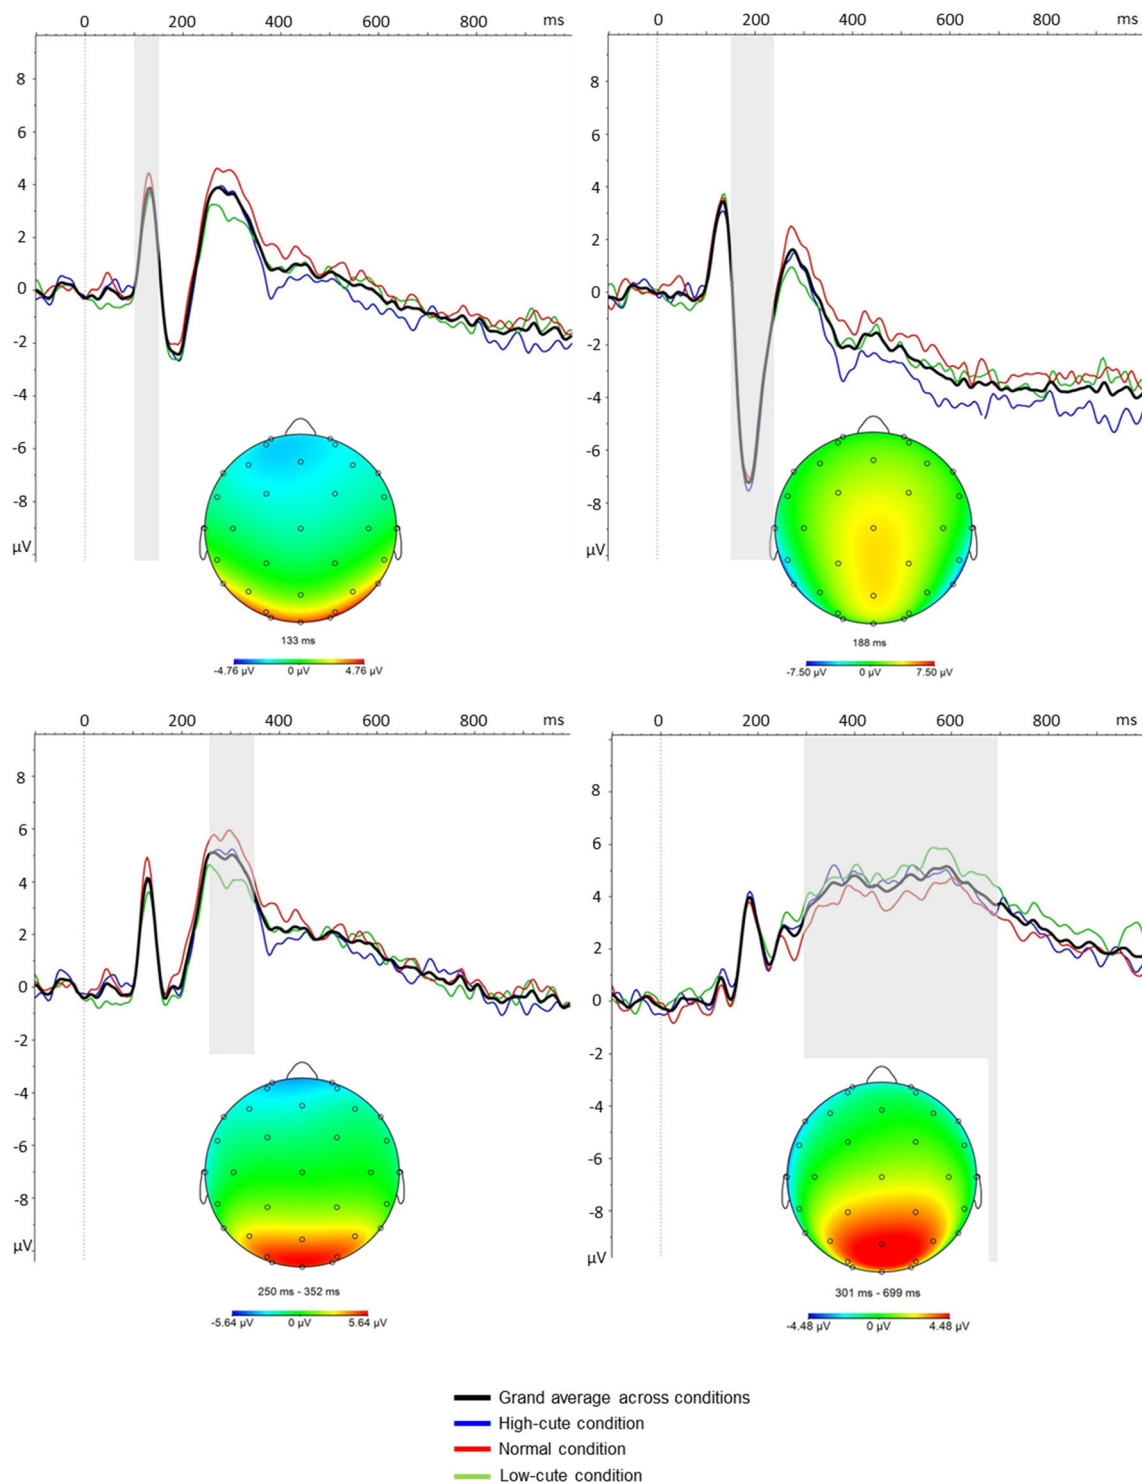 0 200 400 600 800 ms
8
6
4
2
0
-2
-4
-6
-8
µV
133 ms
-4.76 µV 0 µV 4.76 µV
0 200 400 600 800 ms
8
6
4
2
0
-2
-4
-6
-8
µV
188 ms
-7.50 µV 0 µV 7.50 µV
0 200 400 600 800 ms
8
6
4
2
0
-2
-4
-6
-8
µV
250 ms - 352 ms
-5.64 µV 0 µV 5.64 µV
0 200 400 600 800 ms
8
6
4
2
0
-2
-4
-6
-8
µV
301 ms - 699 ms
-4.48 µV 0 µV 4.48 µV
Grand average across conditions
High-cute condition
Normal condition
Low-cute condition